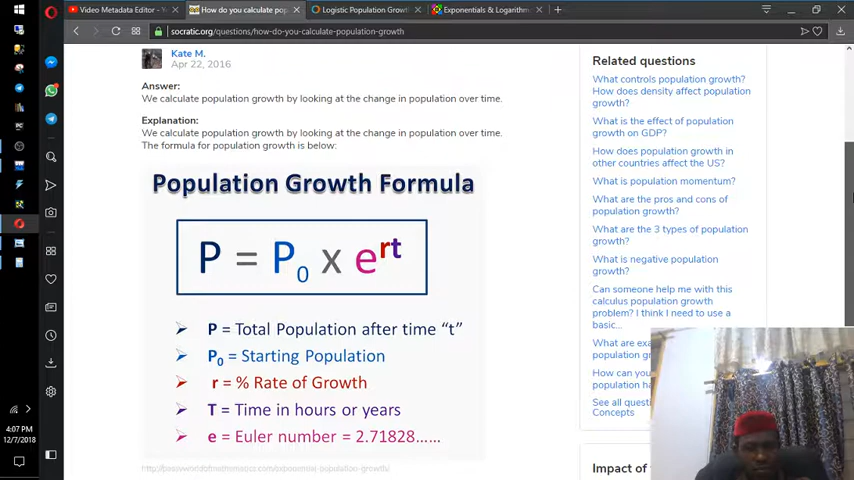 Video Metadata Editor -
How do you calculate pop
Logistic Population Growt
Exponentials & Logarithm
socratic.org/questions/how-do-you-calculate-population-growth
Kate M.
Apr 22, 2016
Answer:
We calculate population growth by looking at the change in population over time.
Explanation:
We calculate population growth by looking at the change in population over time.
The formula for population growth is below:
Population Growth Formula
P = P0 x e^rt
P = Total Population after time “t”
P0 = Starting Population
r = % Rate of Growth
T = Time in hours or years
e = Euler number = 2.71828......
Related questions
What controls population growth?
How does density affect population
growth?
What is the effect of population
growth on GDP?
How does population growth in
other countries affect the US?
What is population momentum?
What are the pros and cons of
population growth?
What are the 3 types of population
growth?
What is negative population
growth?
Can someone help me with this
calculus population growth
problem? I think I need to use a
basic...
What are exa
population g
How can you
population ha
See all questi
Concepts
Impact of
4:07 PM
12/7/2018